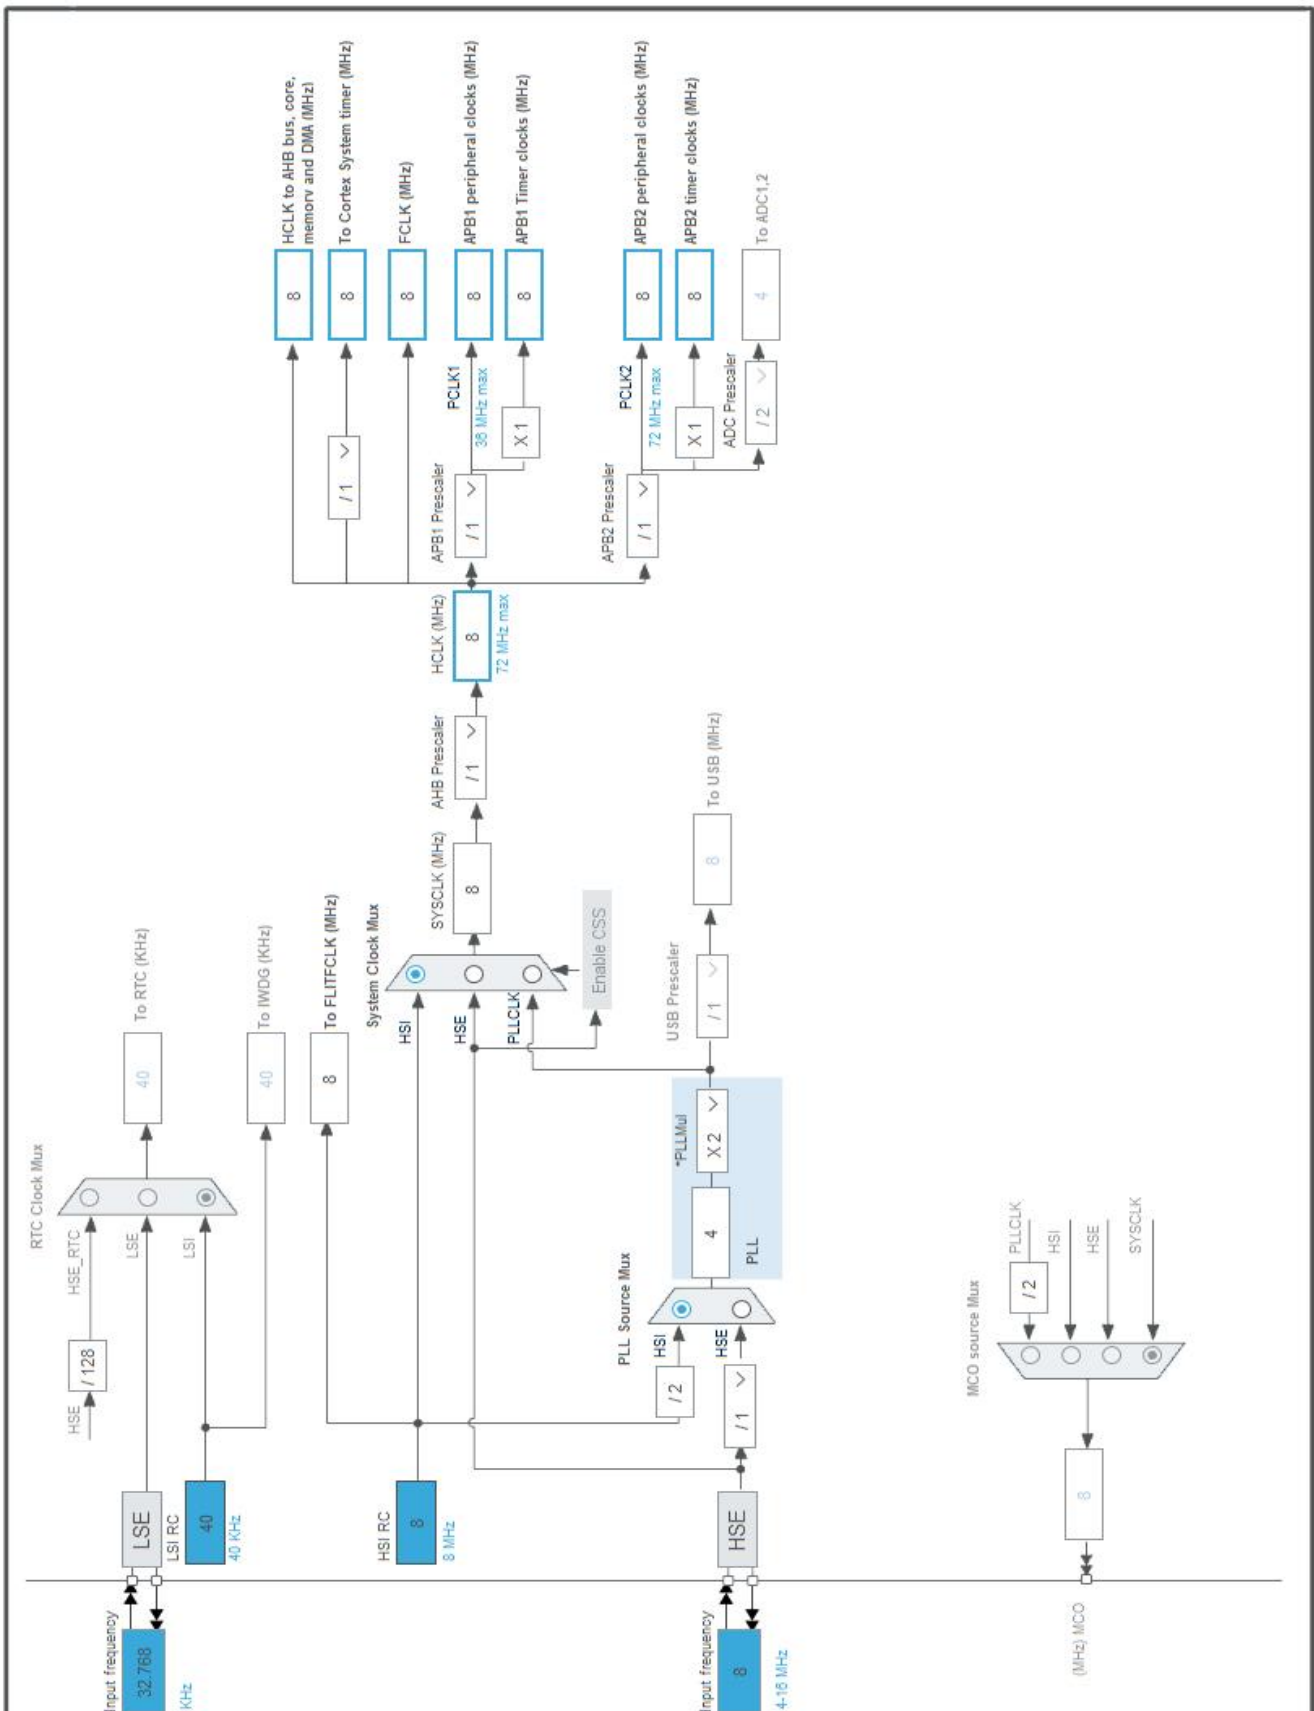 Input frequency
32.768
KHz
LSE
LSI RC
40
40 KHz
HSE
/ 128
HSE_RTC
LSE
LSI
RTC Clock Mux
40
To RTC (KHz)
40
To IWDG (KHz)
8
To FLITFCLK (MHz)
HSI RC
8
8 MHz
Input frequency
8
4-16 MHz
HSE
/ 2
/ 1
HSI
HSE
PLL Source Mux
4
X 2
*PLLMul
PLL
USB Prescaler
/ 1
8
To USB (MHz)
System Clock Mux
HSI
HSE
PLLCLK
Enable CSS
SYSCLK (MHz)
8
AHB Prescaler
/ 1
HCLK (MHz)
8
72 MHz max
/ 1
APB1 Prescaler
/ 1
PCLK1
36 MHz max
X 1
APB2 Prescaler
/ 1
PCLK2
72 MHz max
X 1
ADC Prescaler
/ 2
8
HCLK to AHB bus, core,
memory and DMA (MHz)
8
To Cortex System timer (MHz)
8
FCLK (MHz)
8
APB1 peripheral clocks (MHz)
8
APB1 Timer clocks (MHz)
8
APB2 peripheral clocks (MHz)
8
APB2 timer clocks (MHz)
4
To ADC1,2
(MHz) MCO
8
MCO source Mux
/ 2
PLLCLK
HSI
HSE
SYSCLK